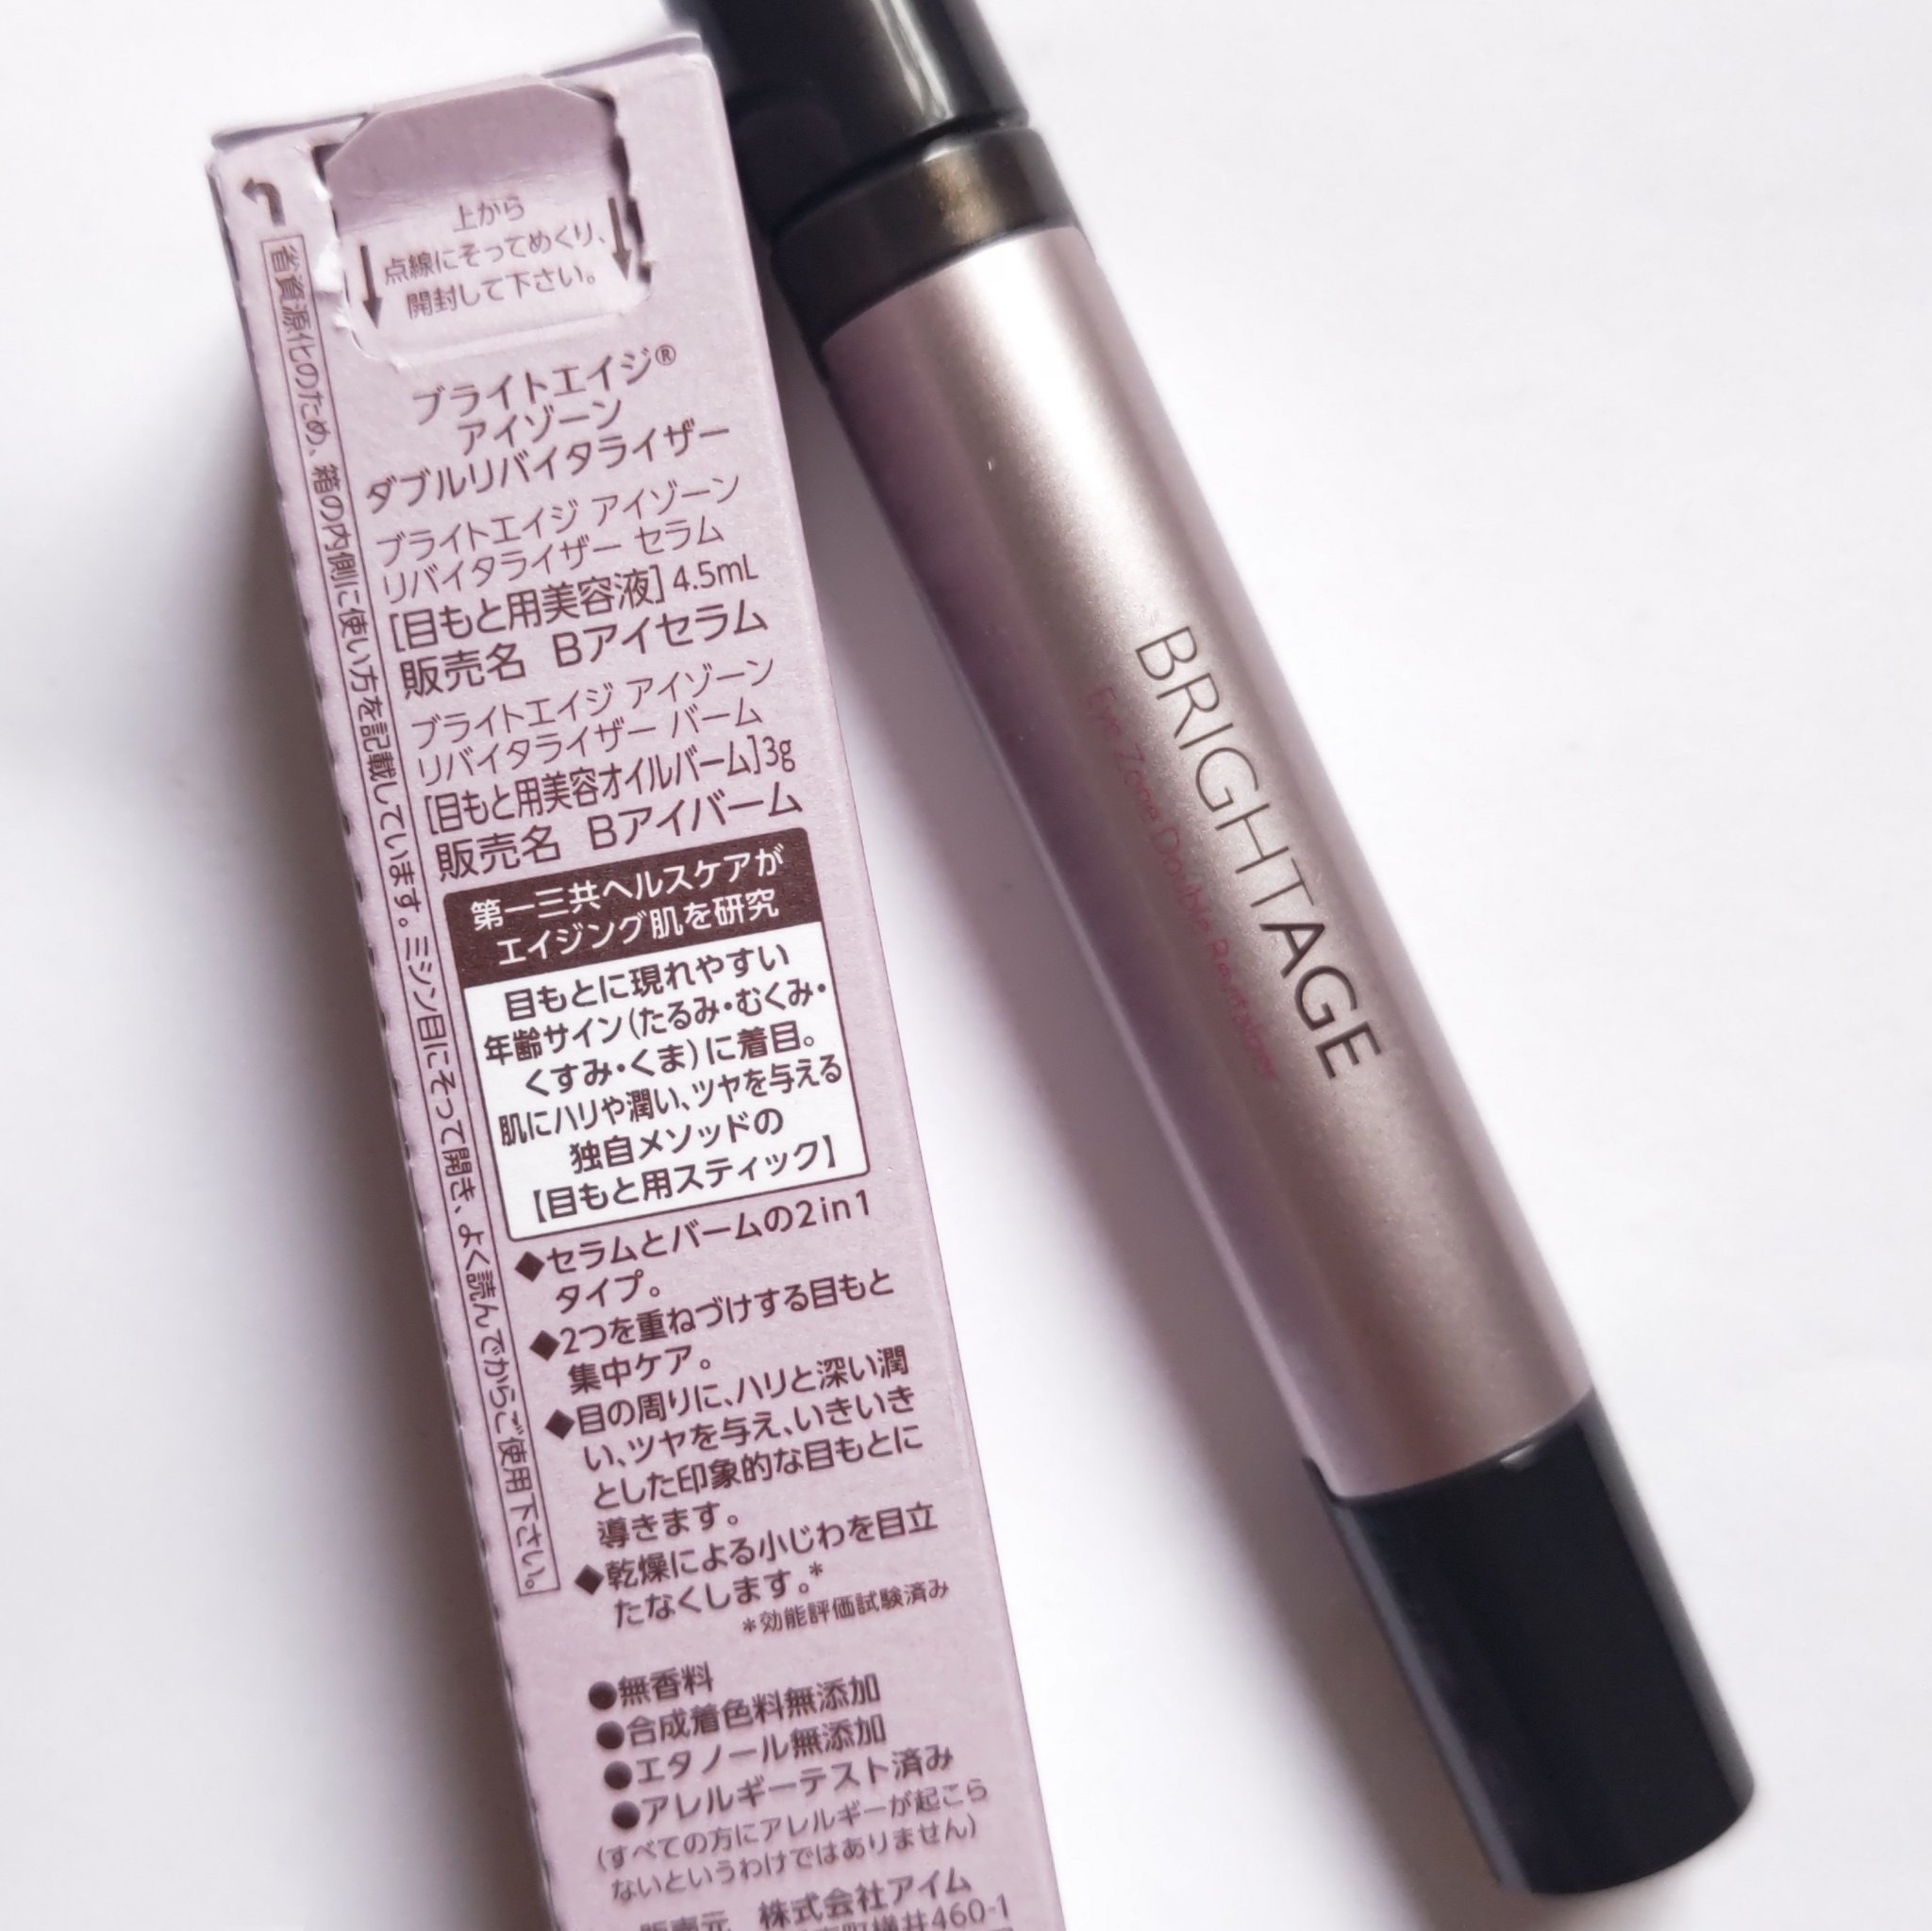 上から
点線にそってめくり、
開封して下さい。
省資源化のため、箱の内側に使い方を記載しています。ミシン目にそって開き、よく読んでからご使用下さい。
ブライトエイジ®
アイゾーン
ダブルリバイタライザー
ブライトエイジ アイゾーン
リバイタライザー セラム
[目もと用美容液] 4.5mL
販売名 Bアイセラム
ブライトエイジ アイゾーン
リバイタライザー バーム
[目もと用美容オイルバーム]3g
販売名 Bアイバーム
第一三共ヘルスケアが
エイジング肌を研究
目もとに現れやすい
年齢サイン(たるみ・むくみ・
くすみ・くま)に着目。
肌にハリや潤い、ツヤを与える
独自メソッドの
【目もと用スティック】
◆セラムとバームの2in1
タイプ。
◆2つを重ねづけする目もと
集中ケア。
◆目の周りに、ハリと深い潤
い、ツヤを与え、いきいき
とした印象的な目もとに
導きます。
◆乾燥による小じわを目立
たなくします。*
*効能評価試験済み
●無香料
●合成着色料無添加
●エタノール無添加
●アレルギーテスト済み
(すべての方にアレルギーが起こら
ないというわけではありません)
販売元 株式会社アイム
町横井460-1
BRIGHTAGE
Eye Zone Double Revitalizer